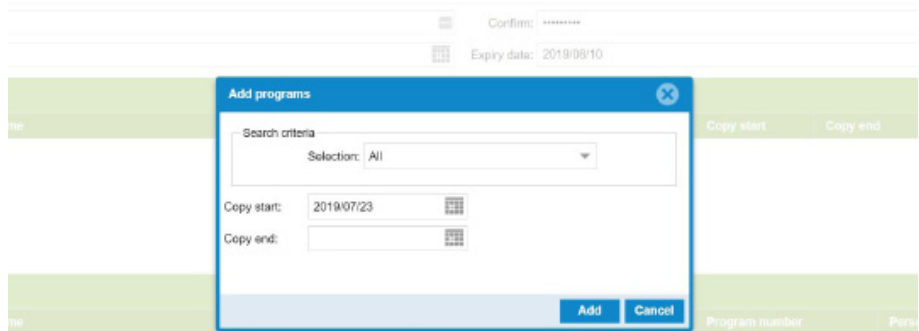 Confirm: •••••••••
Expiry date: 2019/08/10
Add programs
me Copy start Copy end
Search criteria
Selection: All
Copy start: 2019/07/23
Copy end:
Add Cancel
me Program number Pers